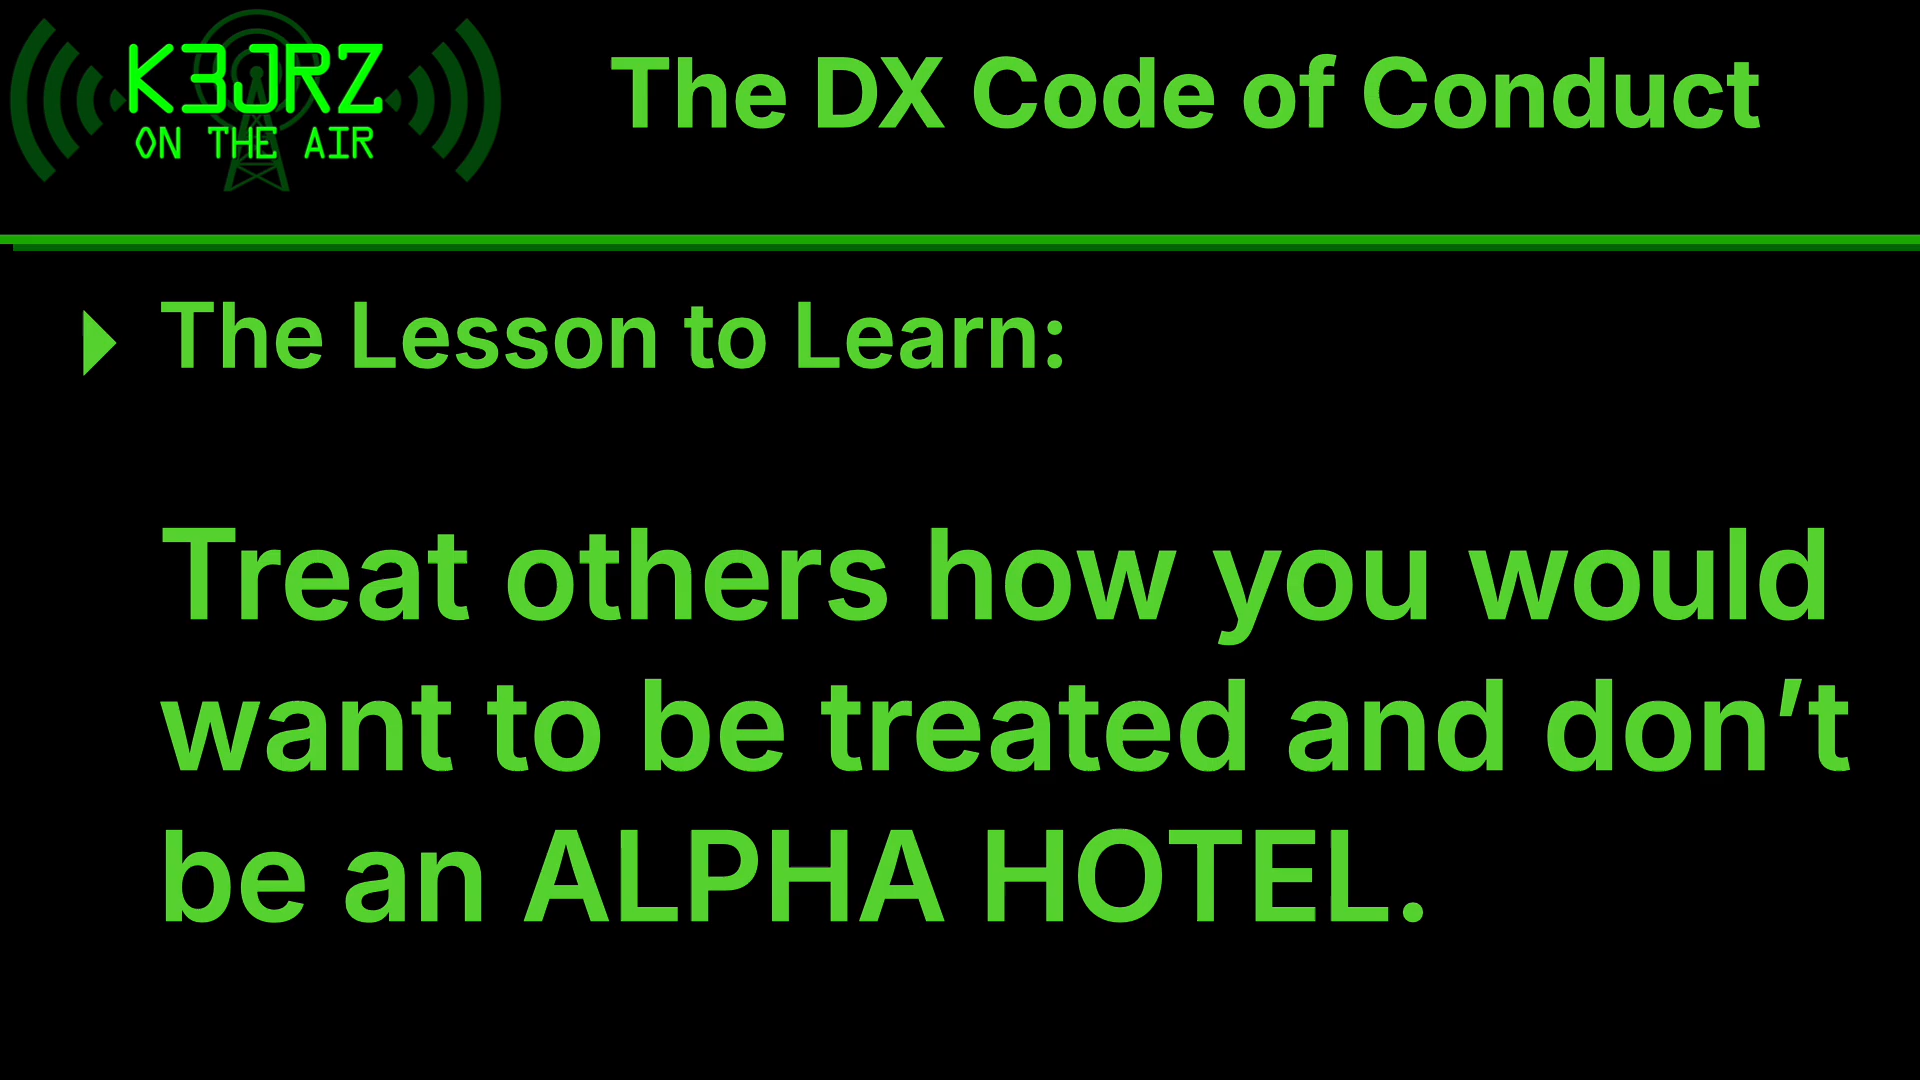 K3JRZ
ON THE AIR
The DX Code of Conduct
The Lesson to Learn:
Treat others how you would
want to be treated and don’t
be an ALPHA HOTEL.